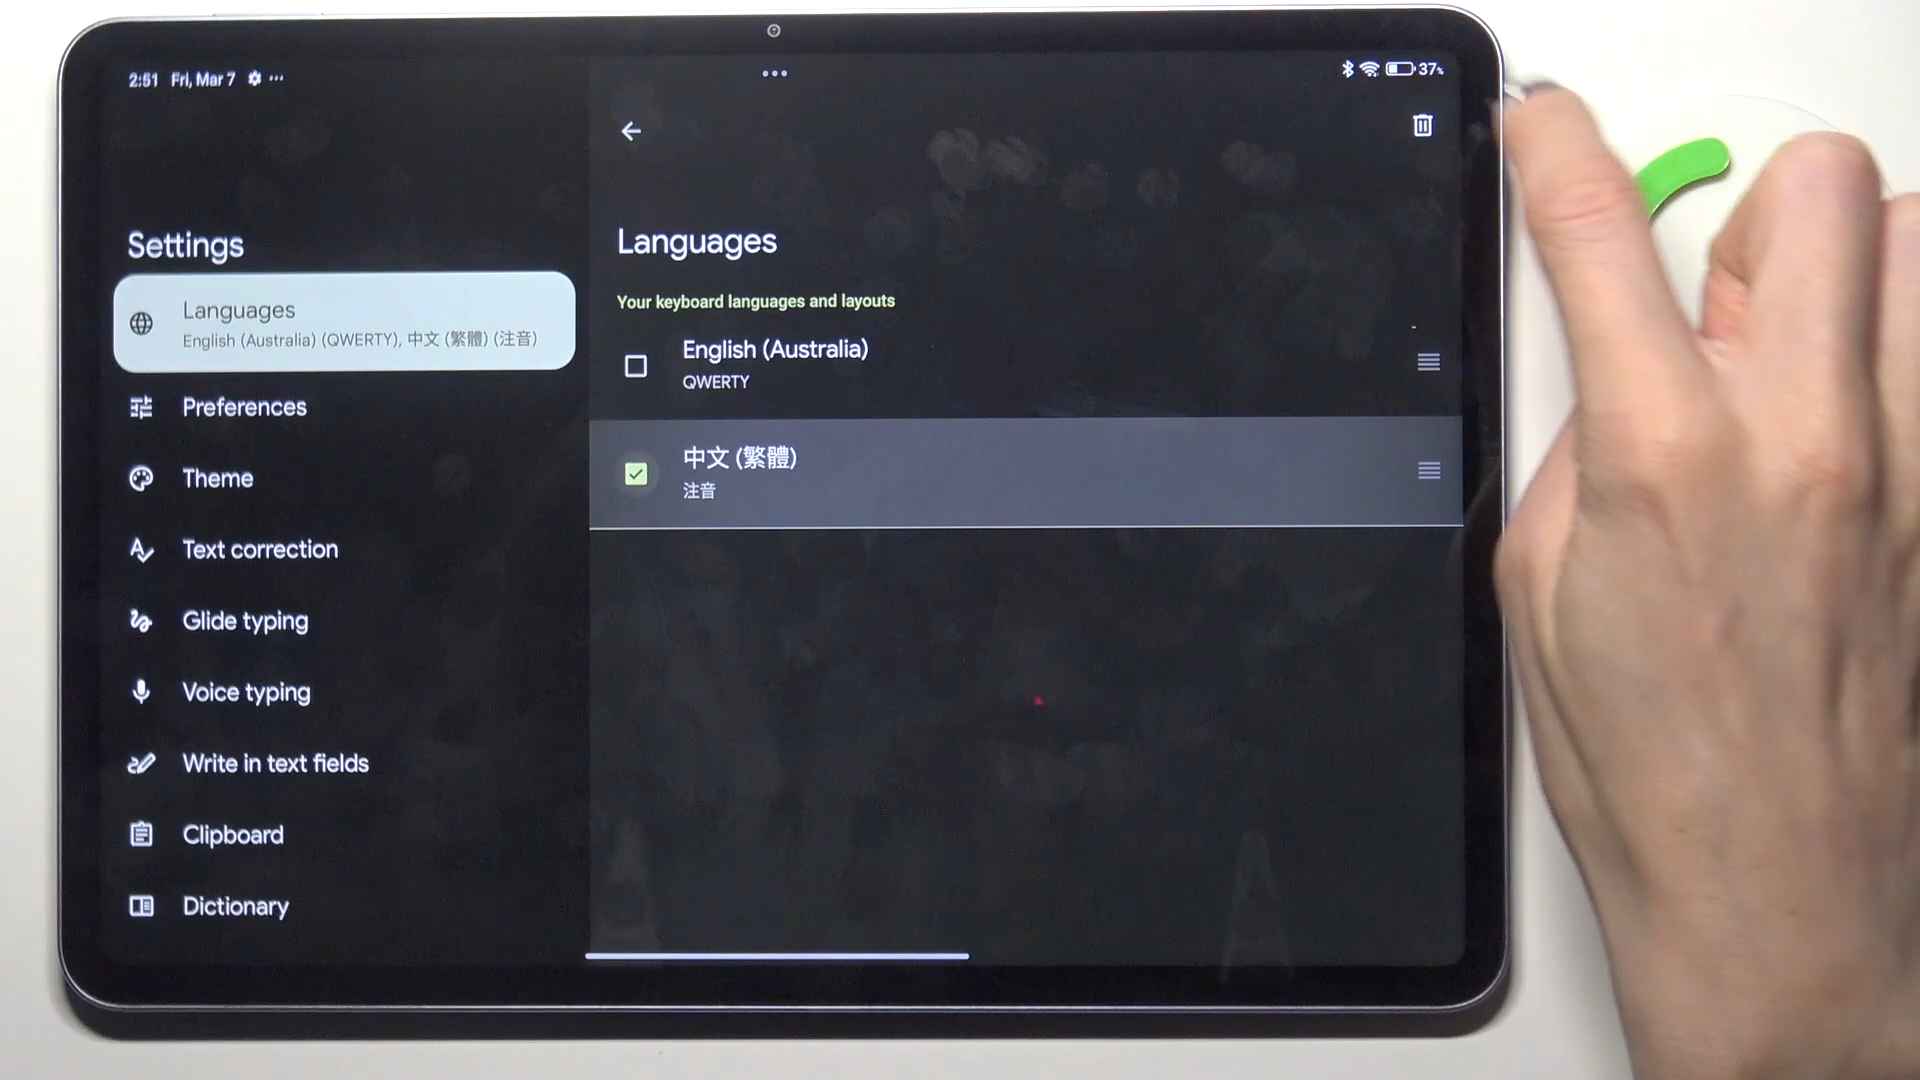 2:51 Fri, Mar 7
37%
Settings
Languages
English (Australia) (QWERTY), 中文 (繁體) (注音)
Preferences
Theme
Text correction
Glide typing
Voice typing
Write in text fields
Clipboard
Dictionary
Languages
Your keyboard languages and layouts
English (Australia)
QWERTY
中文 (繁體)
注音